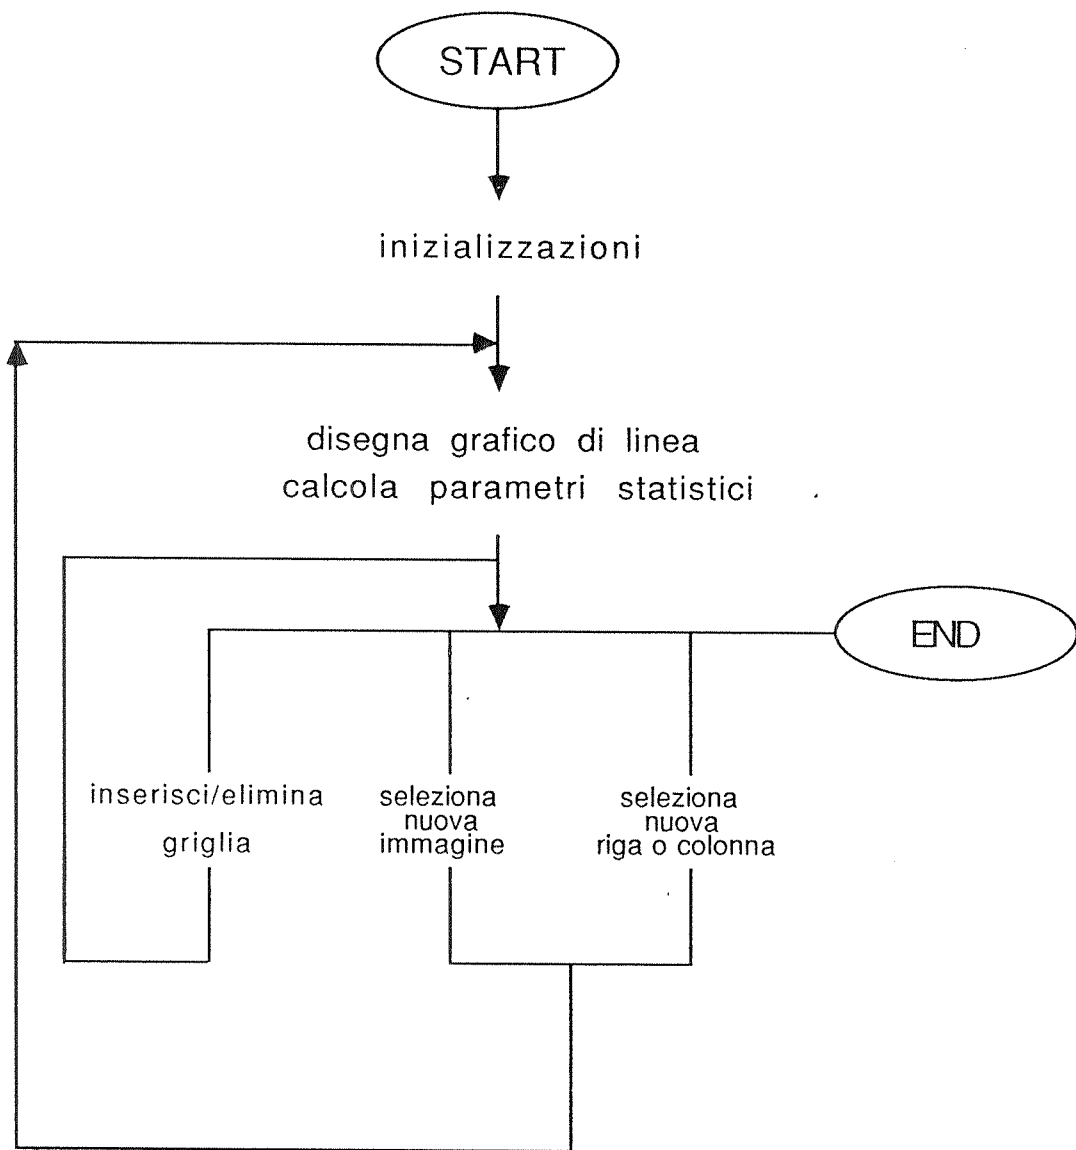 START
inizializzazioni
disegna grafico di linea
calcola parametri statistici
END
inserisci/elimina
griglia
seleziona
nuova
immagine
seleziona
nuova
riga o colonna